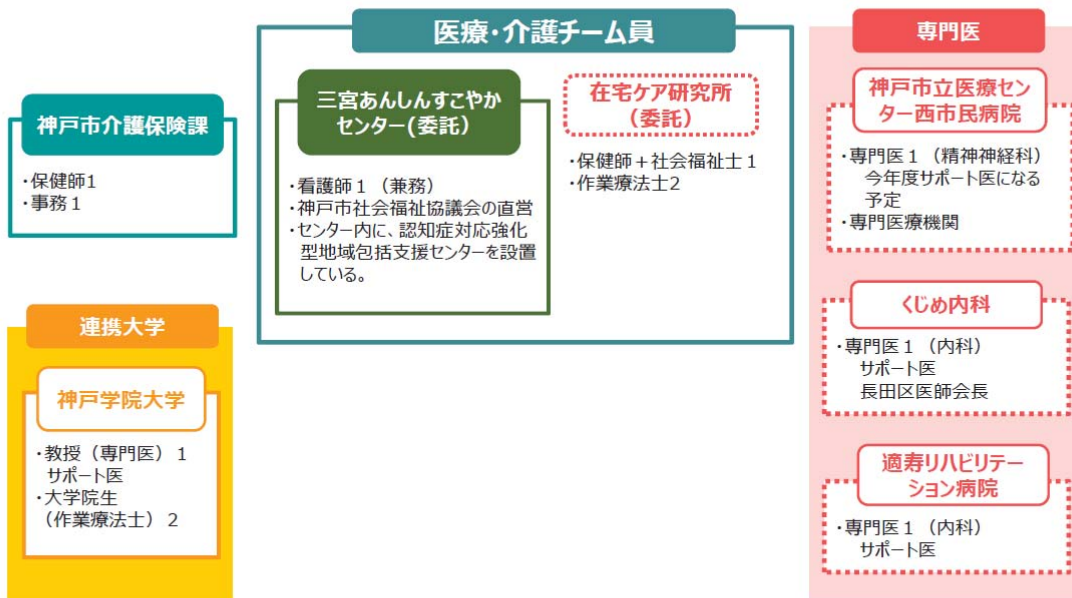 神戸市介護保険課
・保健師1
・事務１
連携大学
神戸学院大学
・教授（専門医）１
サポート医
・大学院生
（作業療法士）２
医療・介護チーム員
三宮あんしんすこやか
センター(委託）
・看護師１（兼務）
・神戸市社会福祉協議会の直営
・センター内に、認知症対応強化
型地域包括支援センターを設置
している。
在宅ケア研究所
（委託）
・保健師＋社会福祉士１
・作業療法士2
専門医
神戸市立医療セン
ター西市民病院
・専門医１（精神神経科）
今年度サポート医になる
予定
・専門医療機関
くじめ内科
・専門医１（内科）
サポート医
長田区医師会長
適寿リハビリテー
ション病院
・専門医１（内科）
サポート医